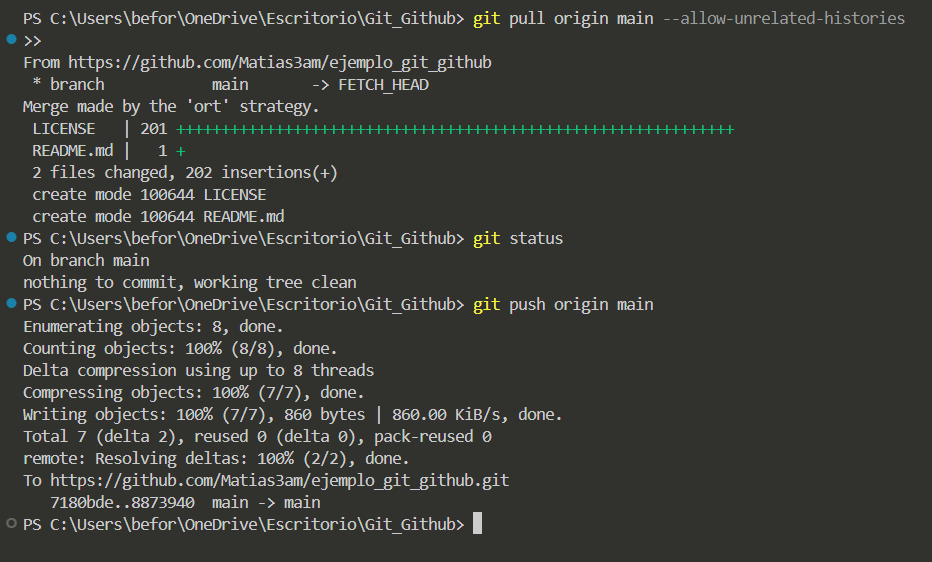 PS C:\Users\befor\OneDrive\Escritorio\Git_Github> git pull origin main --allow-unrelated-histories
>>
From https://github.com/Matias3am/ejemplo_git_github
 * branch            main       -> FETCH_HEAD
Merge made by the 'ort' strategy.
 LICENSE   | 201 ++++++++++++++++++++++++++++++++++++++++++++++++++++++++++++++
 README.md |   1 +
 2 files changed, 202 insertions(+)
 create mode 100644 LICENSE
 create mode 100644 README.md
PS C:\Users\befor\OneDrive\Escritorio\Git_Github> git status
On branch main
nothing to commit, working tree clean
PS C:\Users\befor\OneDrive\Escritorio\Git_Github> git push origin main
Enumerating objects: 8, done.
Counting objects: 100% (8/8), done.
Delta compression using up to 8 threads
Compressing objects: 100% (7/7), done.
Writing objects: 100% (7/7), 860 bytes | 860.00 KiB/s, done.
Total 7 (delta 2), reused 0 (delta 0), pack-reused 0
remote: Resolving deltas: 100% (2/2), done.
To https://github.com/Matias3am/ejemplo_git_github.git
   7180bde..8873940  main -> main
PS C:\Users\befor\OneDrive\Escritorio\Git_Github>